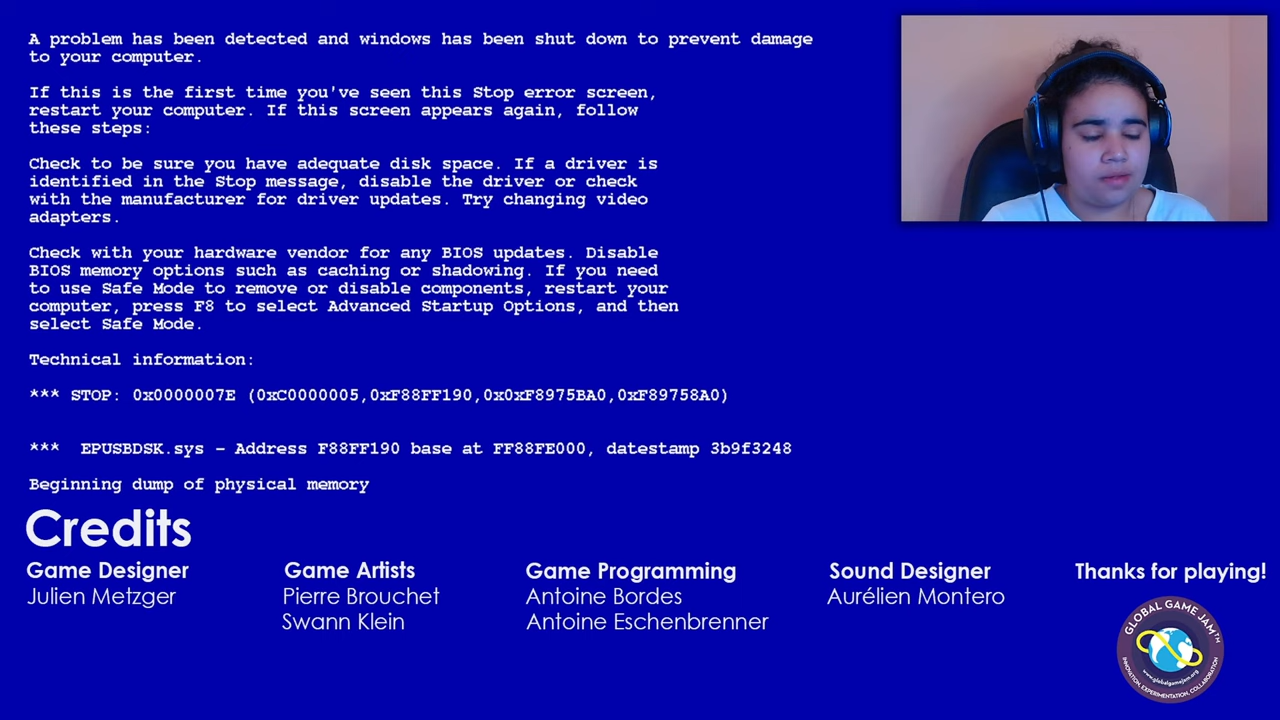 A problem has been detected and windows has been shut down to prevent damage
to your computer.
If this is the first time you've seen this Stop error screen,
restart your computer. If this screen appears again, follow
these steps:
Check to be sure you have adequate disk space. If a driver is
identified in the Stop message, disable the driver or check
with the manufacturer for driver updates. Try changing video
adapters.
Check with your hardware vendor for any BIOS updates. Disable
BIOS memory options such as caching or shadowing. If you need
to use Safe Mode to remove or disable components, restart your
computer, press F8 to select Advanced Startup Options, and then
select Safe Mode.
Technical information:
*** STOP: 0x0000007E (0xC0000005,0xF88FF190,0x0xF8975BA0,0xF89758A0)
*** EPUSBDSK.sys – Address F88FF190 base at FF88FE000, datestamp 3b9f3248
Beginning dump of physical memory
Credits
Game Designer
Julien Metzger
Game Artists
Pierre Brouchet
Swann Klein
Game Programming
Antoine Bordes
Antoine Eschenbrenner
Sound Designer
Aurélien Montero
Thanks for playing!
GLOBAL GAME JAM™
www.globalgamejam.org
INNOVATION, EXPERIMENTATION, COLLABORATION